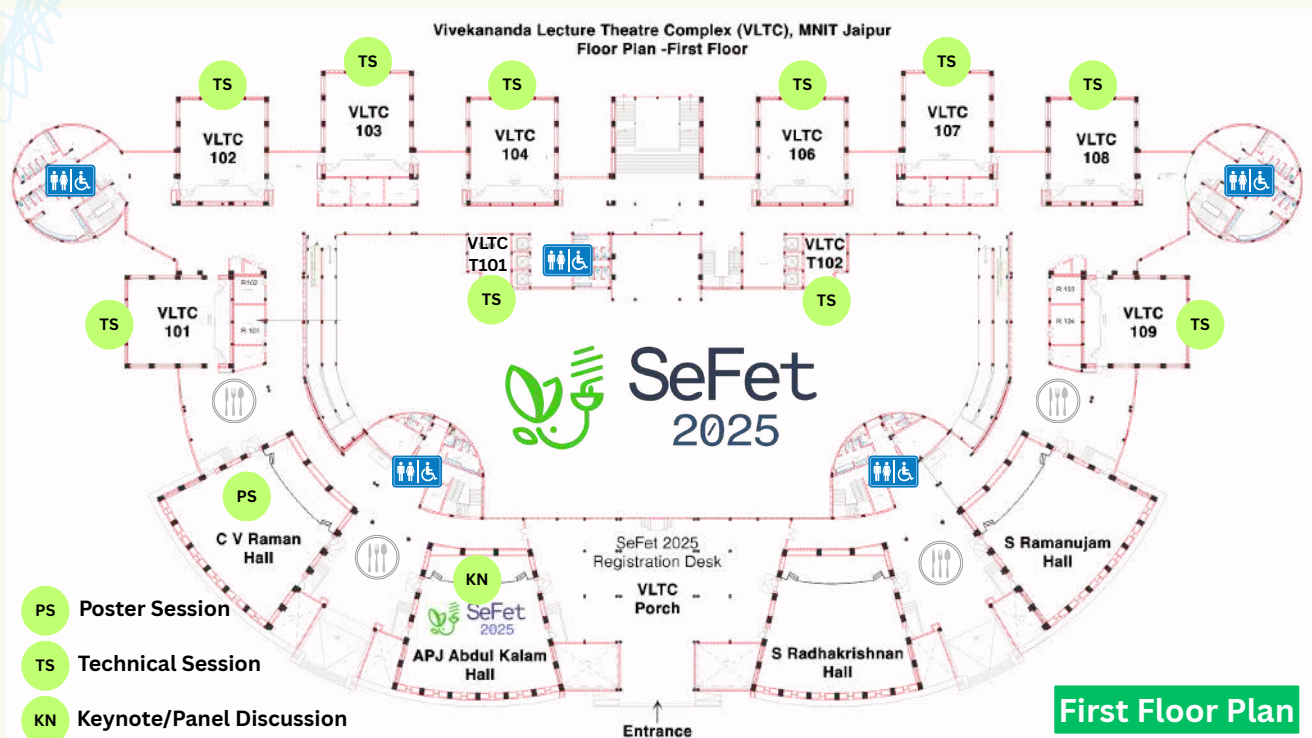 Vivekananda Lecture Theatre Complex (VLTC), MNIT Jaipur
Floor Plan -First Floor
TS
TS
TS
TS
TS
TS
VLTC
102
VLTC
103
VLTC
104
VLTC
106
VLTC
107
VLTC
108
VLTC
T101
TS
VLTC
T102
TS
TS
VLTC
101
R102
R 101
R 103
R 104
VLTC
109
TS
SeFet
2025
PS
C V Raman
Hall
S Ramanujam
Hall
SeFet 2025
Registration Desk
VLTC
Porch
KN
SeFet
2025
APJ Abdul Kalam
Hall
S Radhakrishnan
Hall
PS Poster Session
TS Technical Session
KN Keynote/Panel Discussion
Entrance
First Floor Plan